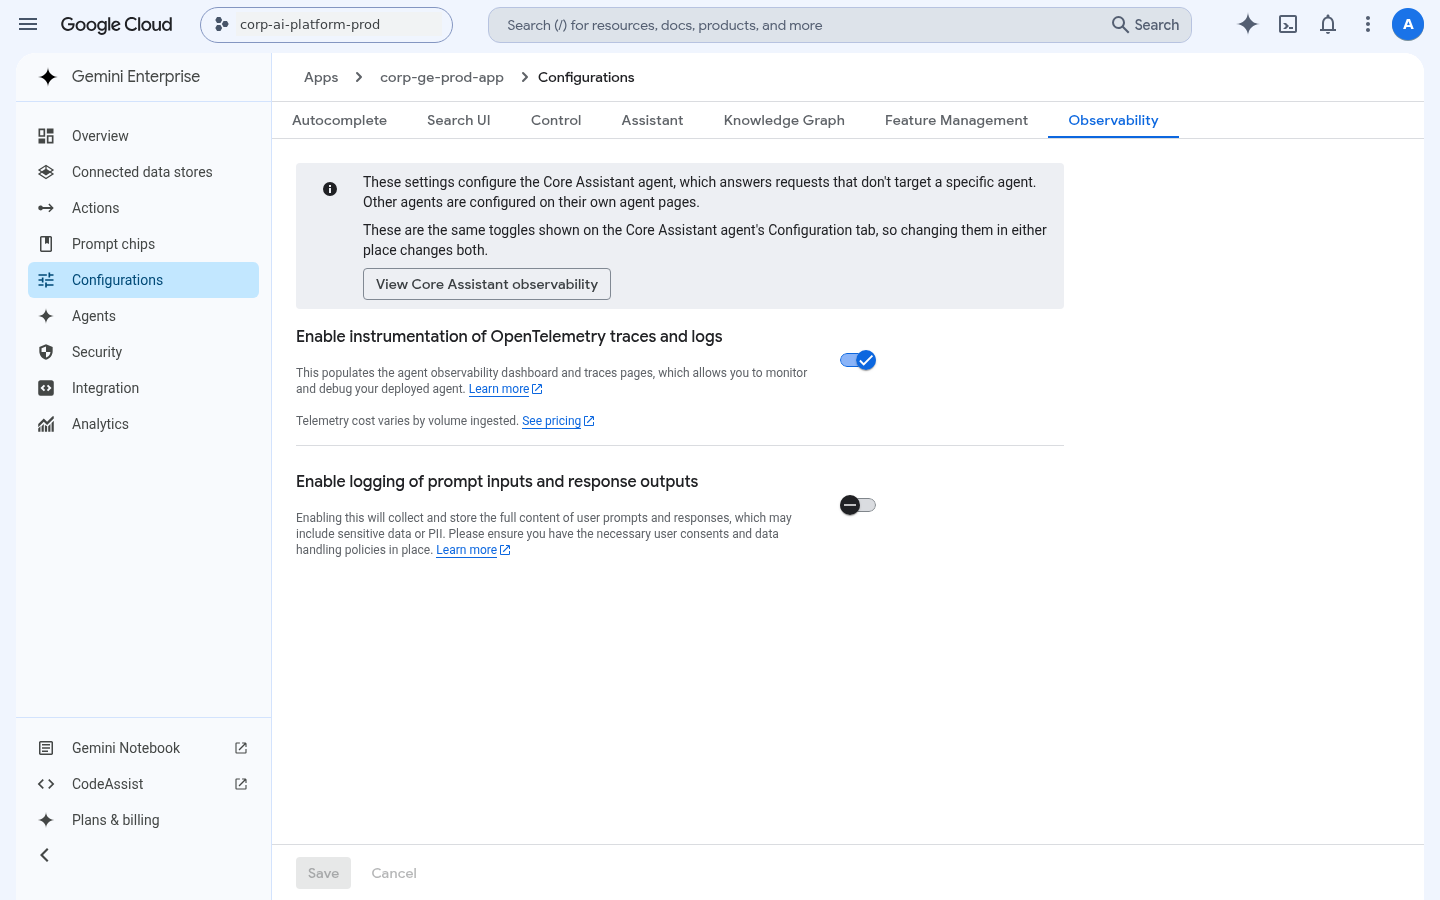 Google Cloud
corp-ai-platform-prod
Search (/) for resources, docs, products, and more
Search
A
Gemini Enterprise
Apps
corp-ge-prod-app
Configurations
Autocomplete
Search UI
Control
Assistant
Knowledge Graph
Feature Management
Observability
Overview
Connected data stores
Actions
Prompt chips
Configurations
Agents
Security
Integration
Analytics
These settings configure the Core Assistant agent, which answers requests that don't target a specific agent.
Other agents are configured on their own agent pages.
These are the same toggles shown on the Core Assistant agent's Configuration tab, so changing them in either
place changes both.
View Core Assistant observability
Enable instrumentation of OpenTelemetry traces and logs
This populates the agent observability dashboard and traces pages, which allows you to monitor
and debug your deployed agent. Learn more
Telemetry cost varies by volume ingested. See pricing
Enable logging of prompt inputs and response outputs
Enabling this will collect and store the full content of user prompts and responses, which may
include sensitive data or PII. Please ensure you have the necessary user consents and data
handling policies in place. Learn more
Gemini Notebook
CodeAssist
Plans & billing
Save
Cancel